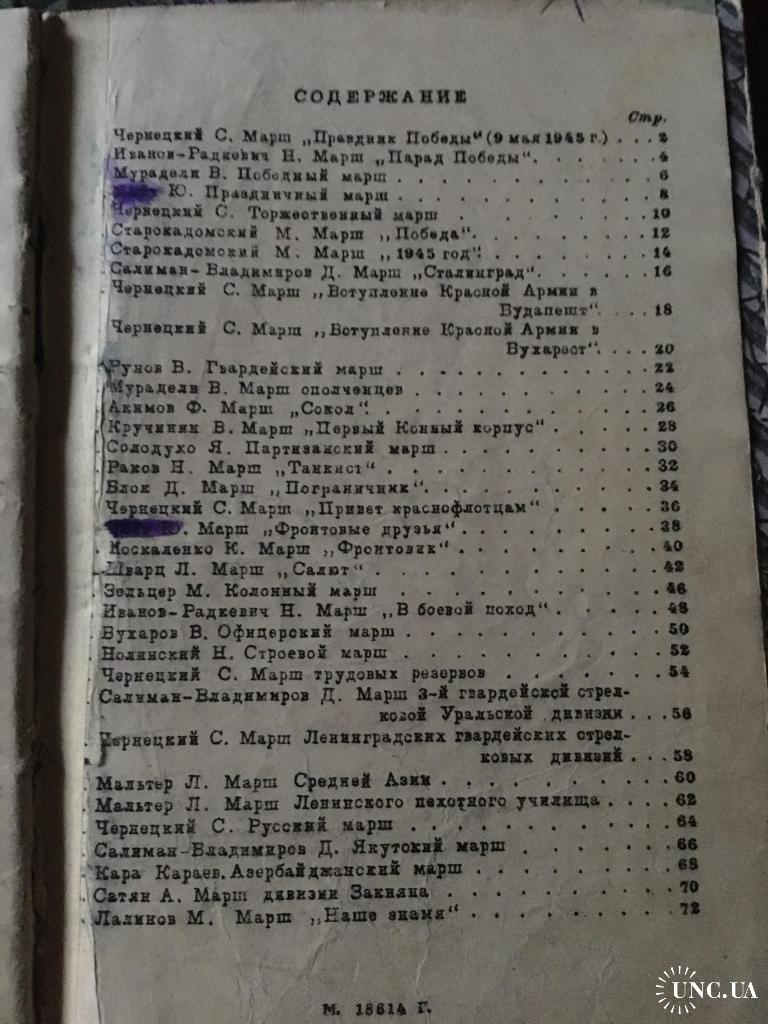 СОДЕРЖАНИЕ
Стр.
Чернецкий С. Марш „Праздник Победы“ (9 мая 1945 г.) . . . 2
Иванов-Радкевич Н. Марш „Парад Победы“. . . . . . . . 4
Мурадели В. Победный марш . . . . . . . . . . . . . 6
Ю. Праздничный марш . . . . . . . . . . . . . 8
Чернецкий С. Торжественный марш . . . . . . . . . 10
Старокадомский М. Марш „Победа“. . . . . . . . . . 12
Старокадомский М. Марш „1945 год“. . . . . . . . . 14
Салиман-Владимиров Д. Марш „Сталинград“. . . . . . . 16
Чернецкий С. Марш „Вступление Красной Армии в
Будапешт“. . . . 18
Чернецкий С. Марш „Вступление Красной Армии в
Бухарест“. . . . 20
Рунов В. Гвардейский марш . . . . . . . . . . . . 22
Мурадели В. Марш ополченцев . . . . . . . . . . . 24
Акимов Ф. Марш „Сокол“. . . . . . . . . . . . . . 26
Кручинин В. Марш „Первый Конный корпус“ . . . . . . 28
Солодухо Я. Партизанский марш . . . . . . . . . . . 30
Раков Н. Марш „Танкист“ . . . . . . . . . . . . . 32
Блок Д. Марш „Пограничник“. . . . . . . . . . . . 34
Чернецкий С. Марш „Привет краснофлотцам“ . . . . . . 36
Ю. Марш „Фронтовые друзья“ . . . . . . . . . . 38
Москаленко К. Марш „Фронтовик“ . . . . . . . . . . 40
Шварц Л. Марш „Салют“ . . . . . . . . . . . . . . 42
Зельцер М. Колонный марш . . . . . . . . . . . . . 46
Иванов-Радкевич Н. Марш „В боевой поход“ . . . . . . 48
Бухаров В. Офицерский марш . . . . . . . . . . . . 50
Нолинский Н. Строевой марш . . . . . . . . . . . . 52
Чернецкий С. Марш трудовых резервов . . . . . . . . 54
Салиман-Владимиров Д. Марш 3-й гвардейской стрел-
ковой Уральской дивизии . . . 56
Чернецкий С. Марш Ленинградских гвардейских стрел-
ковых дивизий . . . 58
Мальтер Л. Марш Средней Азии . . . . . . . . . . . 60
Мальтер Л. Марш Ленинского пехотного училища . . . . 62
Чернецкий С. Русский марш . . . . . . . . . . . . 64
Салиман-Владимиров Д. Якутский марш . . . . . . . . 66
Кара Караев. Азербайджанский марш . . . . . . . . . 68
Сатян А. Марш дивизии Закияна . . . . . . . . . . . 70
Лалинов М. Марш „Наше знамя“ . . . . . . . . . . . 72
М. 18614 Г.
UNC.UA